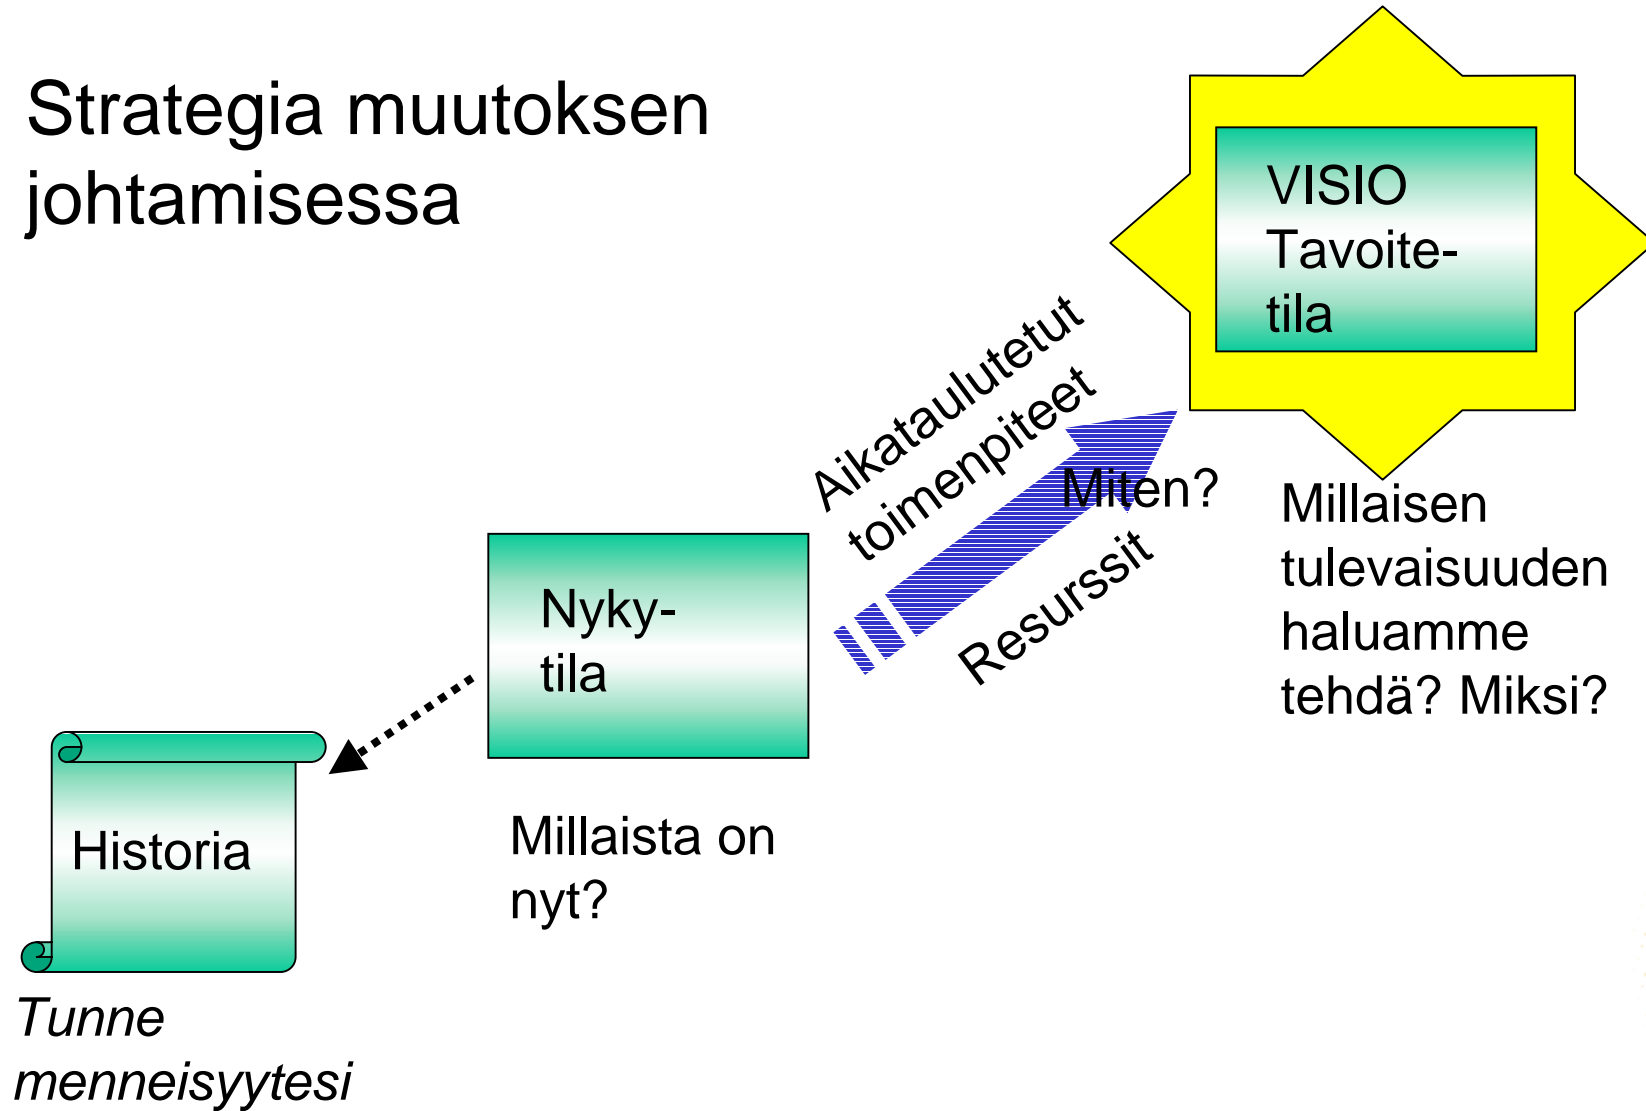 Strategia muutoksen
johtamisessa
VISIO
Tavoite-
tila
Aikataulutetut
toimenpiteet
Miten?
Resurssit
Millaisen
tulevaisuuden
haluamme
tehdä? Miksi?
Nyky-
tila
Millaista on
nyt?
Historia
Tunne
menneisyytesi